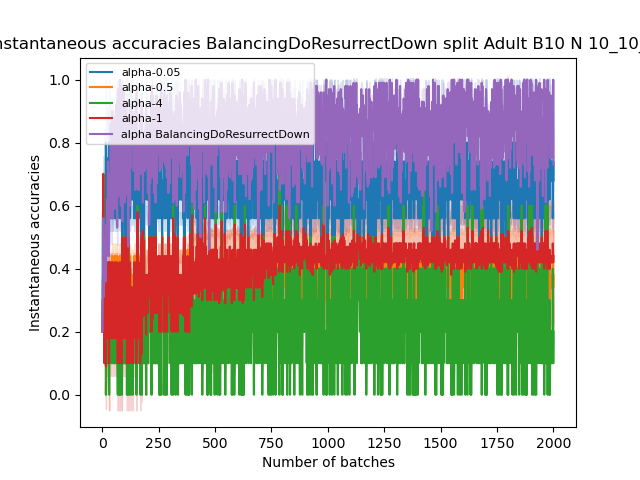 nstantaneous accuracies BalancingDoResurrectDown split Adult B10 N 10_10_
1.0
0.8
0.6
0.4
0.2
0.0
Instantaneous accuracies
alpha-0.05
alpha-0.5
alpha-4
alpha-1
alpha BalancingDoResurrectDown
0 250 500 750 1000 1250 1500 1750 2000
Number of batches